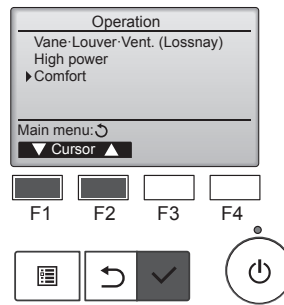 Operation
Vane·Louver·Vent. (Lossnay)
High power
Comfort
Main menu:
Cursor
F1 F2 F3 F4